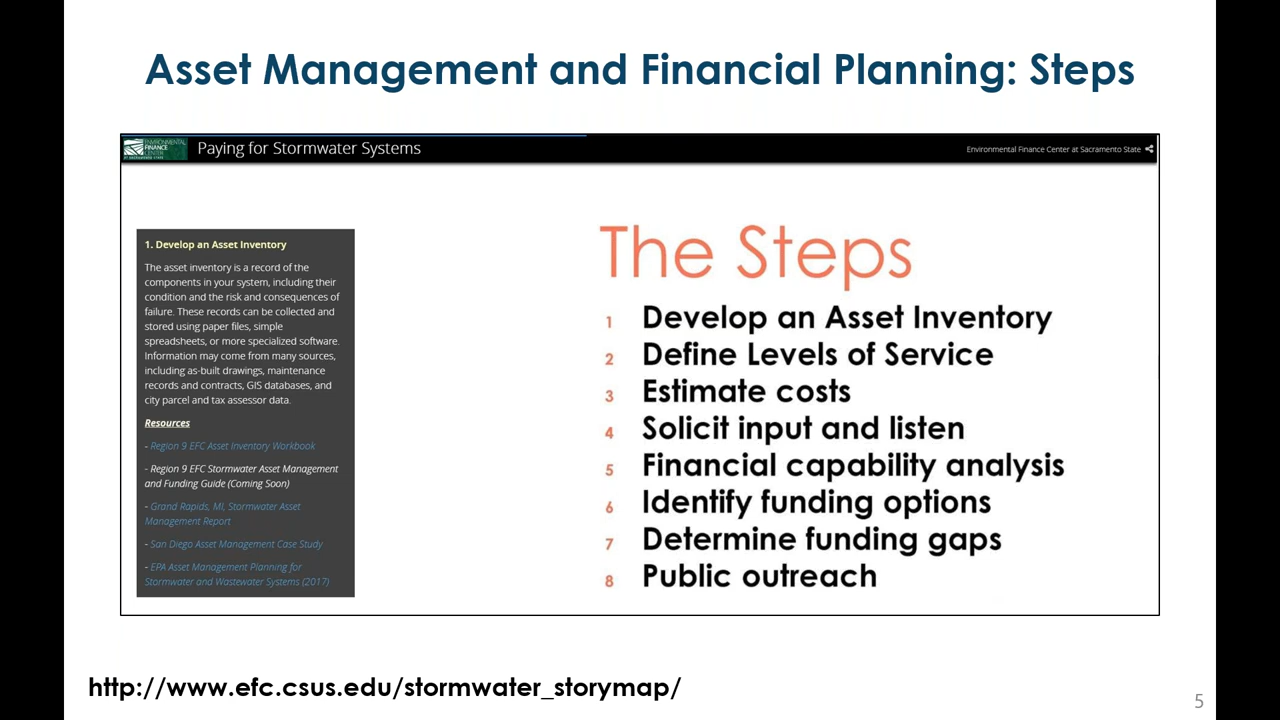 Asset Management and Financial Planning: Steps
ENVIRONMENTAL
FINANCE
CENTER
AT SACRAMENTO STATE
Paying for Stormwater Systems
Environmental Finance Center at Sacramento State
1. Develop an Asset Inventory
The asset inventory is a record of the
components in your system, including their
condition and the risk and consequences of
failure. These records can be collected and
stored using paper files, simple
spreadsheets, or more specialized software.
Information may come from many sources,
including as-built drawings, maintenance
records and contracts, GIS databases, and
city parcel and tax assessor data.
Resources
- Region 9 EFC Asset Inventory Workbook
- Region 9 EFC Stormwater Asset Management
and Funding Guide (Coming Soon)
- Grand Rapids, MI, Stormwater Asset
Management Report
- San Diego Asset Management Case Study
- EPA Asset Management Planning for
Stormwater and Wastewater Systems (2017)
The Steps
1 Develop an Asset Inventory
2 Define Levels of Service
3 Estimate costs
4 Solicit input and listen
5 Financial capability analysis
6 Identify funding options
7 Determine funding gaps
8 Public outreach
http://www.efc.csus.edu/stormwater_storymap/
5